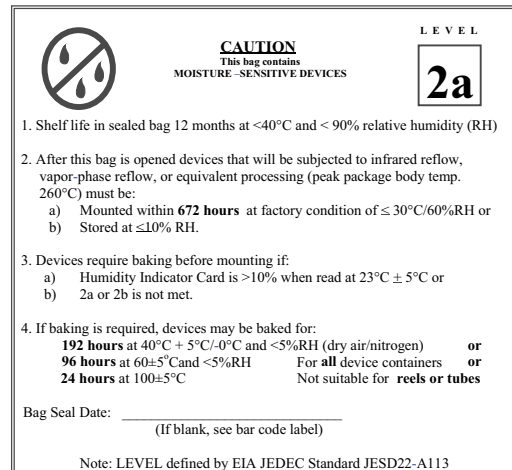 LEVEL
CAUTION
This bag contains
MOISTURE –SENSITIVE DEVICES
2a
1. Shelf life in sealed bag 12 months at <40°C and < 90% relative humidity (RH)
2. After this bag is opened devices that will be subjected to infrared reflow,
vapor-phase reflow, or equivalent processing (peak package body temp.
260°C) must be:
a) Mounted within 672 hours at factory condition of ≤ 30°C/60%RH or
b) Stored at ≤10% RH.
3. Devices require baking before mounting if:
a) Humidity Indicator Card is >10% when read at 23°C ± 5°C or
b) 2a or 2b is not met.
4. If baking is required, devices may be baked for:
192 hours at 40°C + 5°C/-0°C and <5%RH (dry air/nitrogen) or
96 hours at 60±5°Cand <5%RH For all device containers or
24 hours at 100±5°C Not suitable for reels or tubes
Bag Seal Date: ________________________________
(If blank, see bar code label)
Note: LEVEL defined by EIA JEDEC Standard JESD22-A113